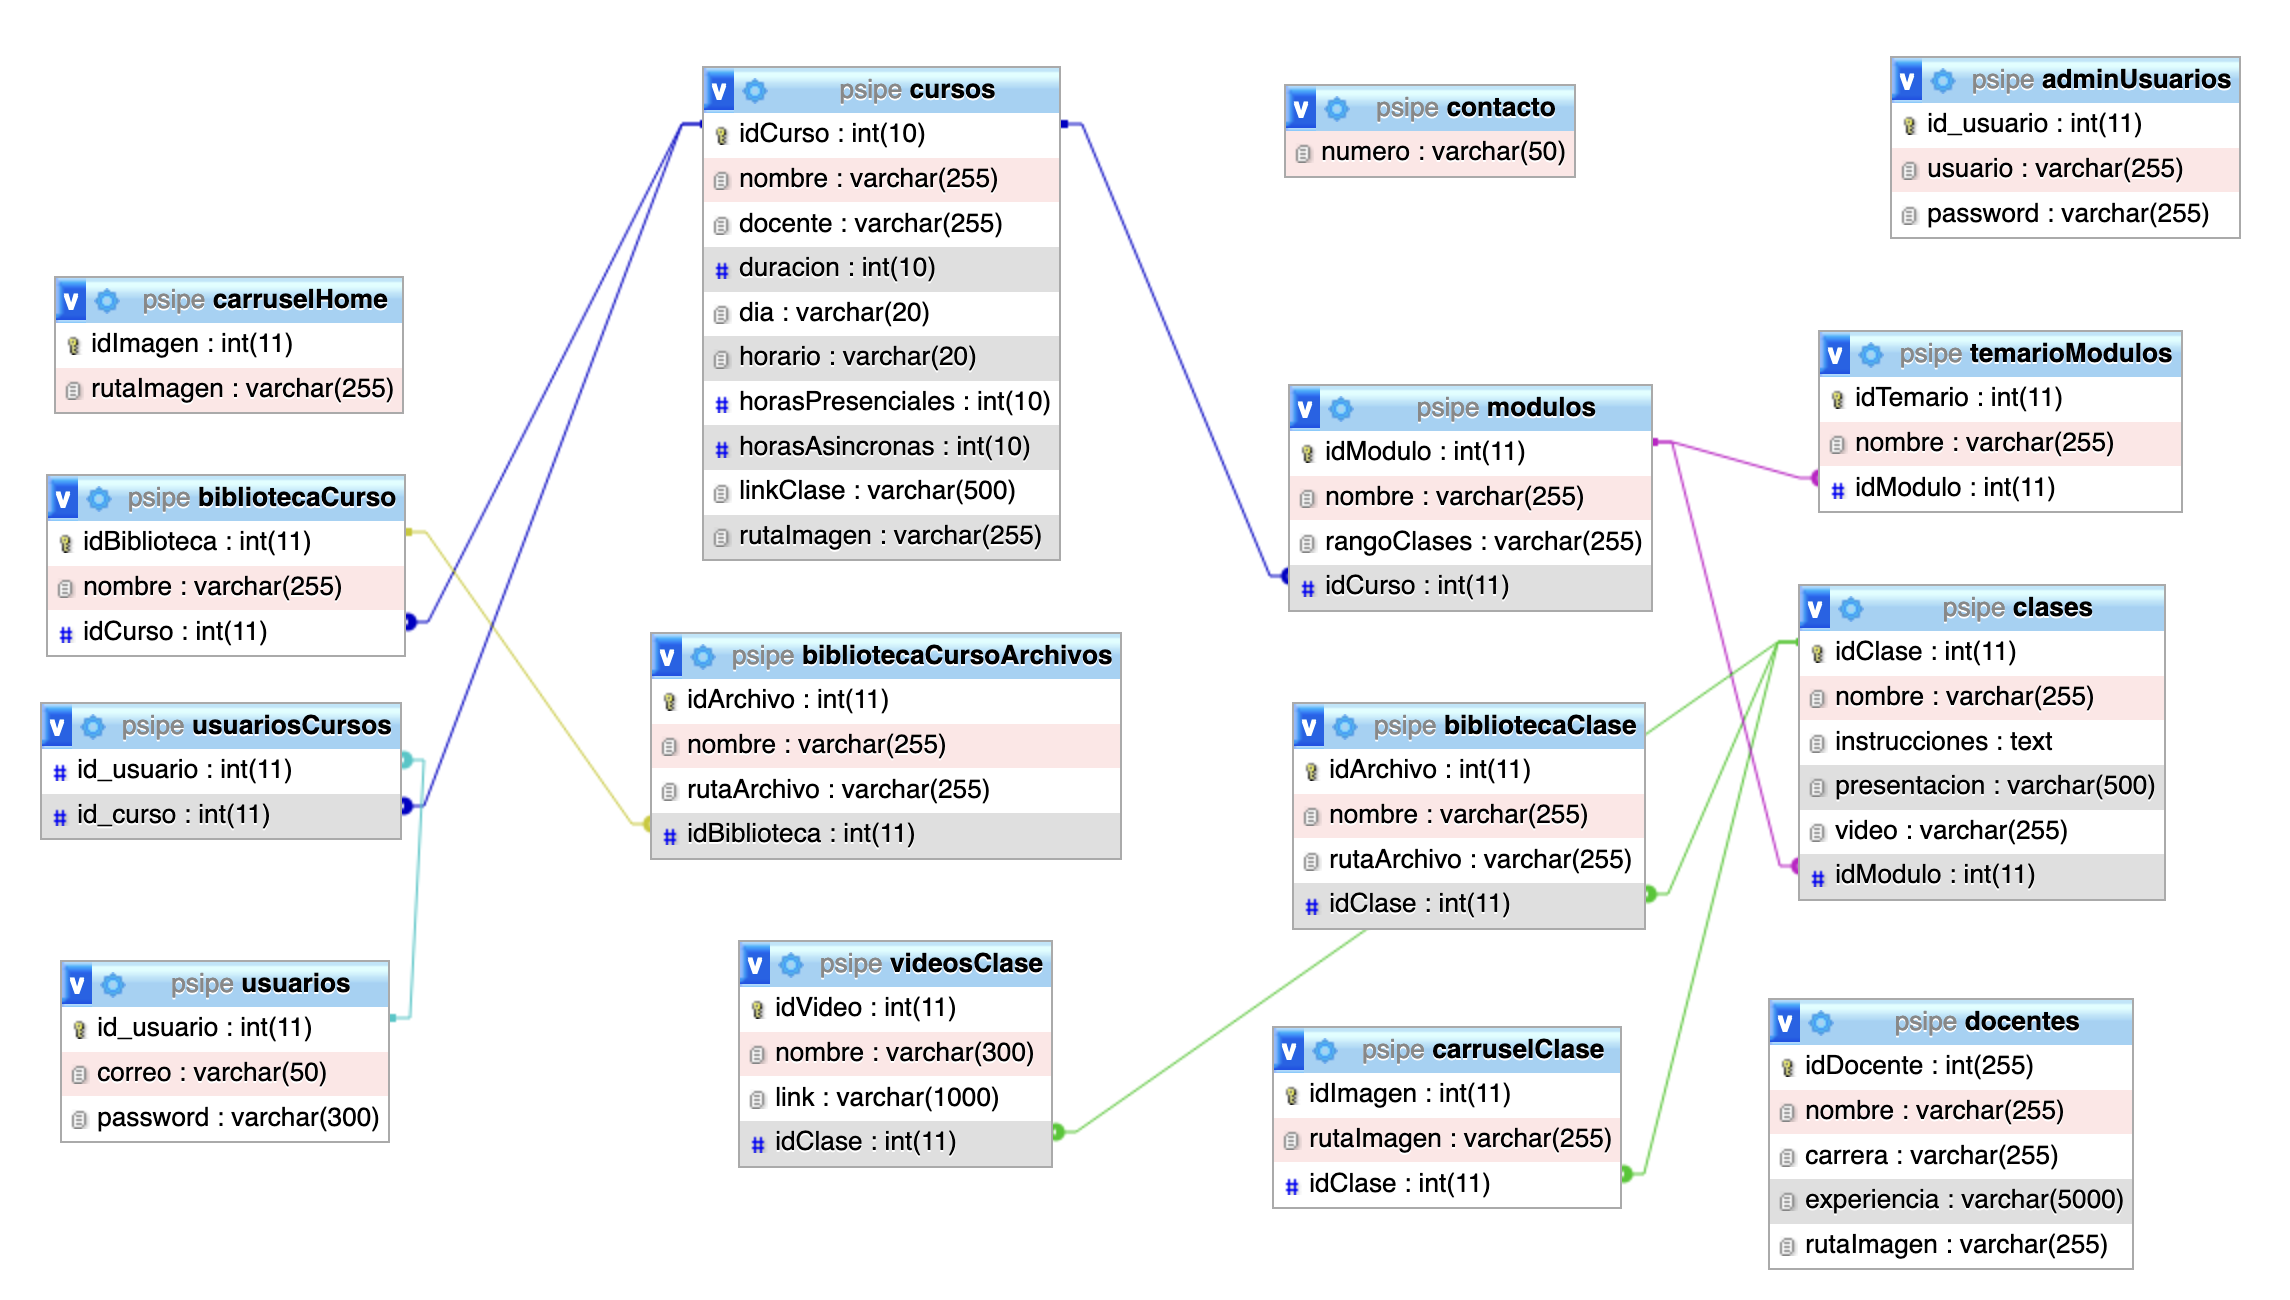 v psipe cursos
idCurso : int(10)
nombre : varchar(255)
docente : varchar(255)
# duracion : int(10)
dia : varchar(20)
horario : varchar(20)
# horasPresenciales : int(10)
# horasAsincronas : int(10)
linkClase : varchar(500)
rutaImagen : varchar(255)
v psipe contacto
numero : varchar(50)
v psipe adminUsuarios
id_usuario : int(11)
usuario : varchar(255)
password : varchar(255)
v psipe carruselHome
idImagen : int(11)
rutaImagen : varchar(255)
v psipe temarioModulos
idTemario : int(11)
nombre : varchar(255)
# idModulo : int(11)
v psipe modulos
idModulo : int(11)
nombre : varchar(255)
rangoClases : varchar(255)
# idCurso : int(11)
v psipe bibliotecaCurso
idBiblioteca : int(11)
nombre : varchar(255)
# idCurso : int(11)
v psipe clases
idClase : int(11)
nombre : varchar(255)
instrucciones : text
presentacion : varchar(500)
video : varchar(255)
# idModulo : int(11)
v psipe bibliotecaCursoArchivos
idArchivo : int(11)
nombre : varchar(255)
rutaArchivo : varchar(255)
# idBiblioteca : int(11)
v psipe usuariosCursos
# id_usuario : int(11)
# id_curso : int(11)
v psipe bibliotecaClase
idArchivo : int(11)
nombre : varchar(255)
rutaArchivo : varchar(255)
# idClase : int(11)
v psipe usuarios
id_usuario : int(11)
correo : varchar(50)
password : varchar(300)
v psipe videosClase
idVideo : int(11)
nombre : varchar(300)
link : varchar(1000)
# idClase : int(11)
v psipe carruselClase
idImagen : int(11)
rutaImagen : varchar(255)
# idClase : int(11)
v psipe docentes
idDocente : int(255)
nombre : varchar(255)
carrera : varchar(255)
experiencia : varchar(5000)
rutaImagen : varchar(255)